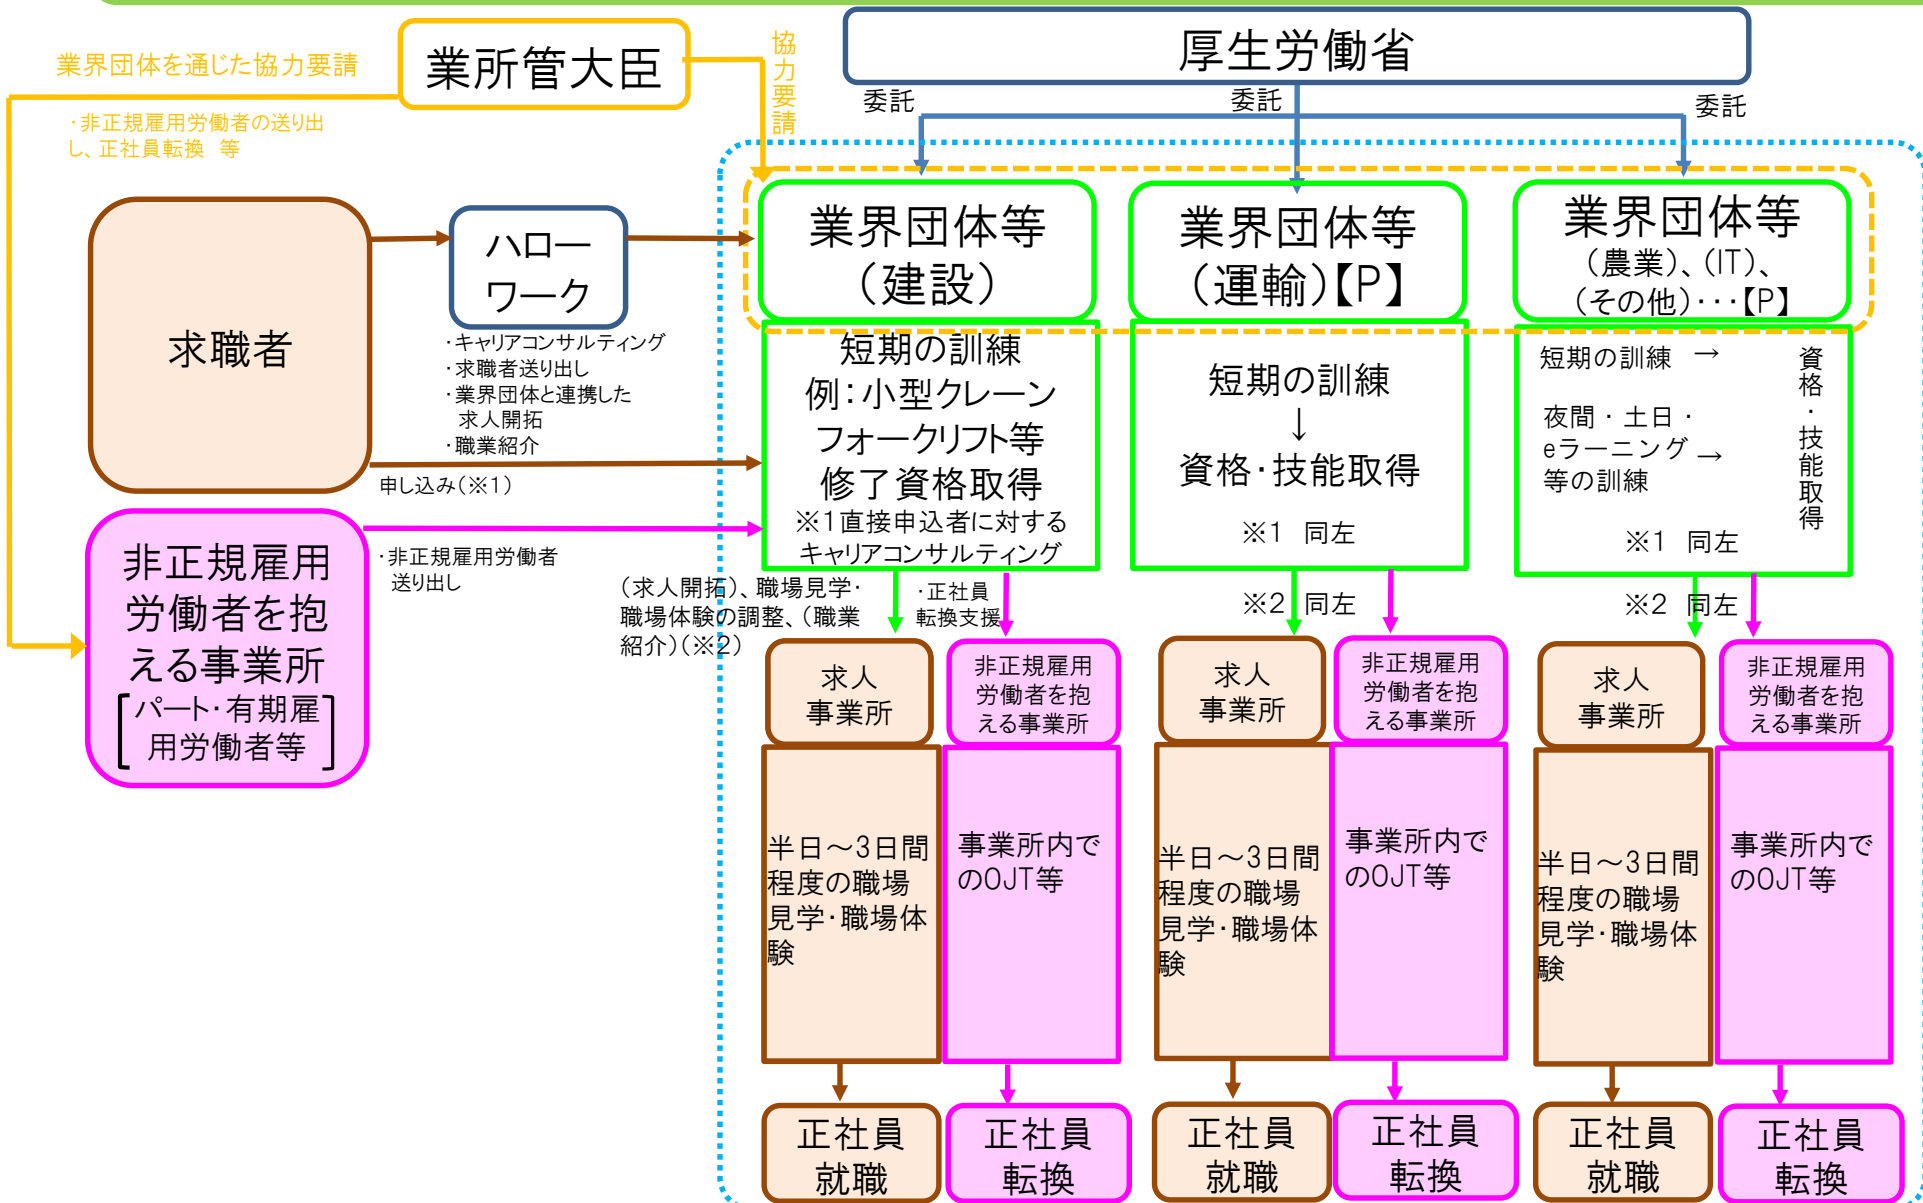 業界団体を通じた協力要請
業所管大臣
協力要請
厚生労働省
・非正規雇用労働者の送り出
し、正社員転換 等
委託
委託
委託
求職者
ハロー
ワーク
・キャリアコンサルティング
・求職者送り出し
・業界団体と連携した
求人開拓
・職業紹介
申し込み(※1)
非正規雇用
労働者を抱
える事業所
パート・有期雇
用労働者等
・非正規雇用労働者
送り出し
業界団体等
(建設)
業界団体等
(運輸)【P】
業界団体等
(農業)、(IT)、
(その他)・・・【P】
短期の訓練
例:小型クレーン
フォークリフト等
修了資格取得
※1直接申込者に対する
キャリアコンサルティング
短期の訓練
↓
資格・技能取得
※1 同左
短期の訓練 →
夜間・土日・
eラーニング →
等の訓練
資格・技能取得
※1 同左
(求人開拓)、職場見学・
職場体験の調整、(職業
紹介)(※2)
・正社員
転換支援
※2 同左
※2 同左
求人
事業所
非正規雇用
労働者を抱
える事業所
求人
事業所
非正規雇用
労働者を抱
える事業所
求人
事業所
非正規雇用
労働者を抱
える事業所
半日~3日間
程度の職場
見学・職場体
験
事業所内で
のOJT等
半日~3日間
程度の職場
見学・職場体
験
事業所内で
のOJT等
半日~3日間
程度の職場
見学・職場体
験
事業所内で
のOJT等
正社員
就職
正社員
転換
正社員
就職
正社員
転換
正社員
就職
正社員
転換